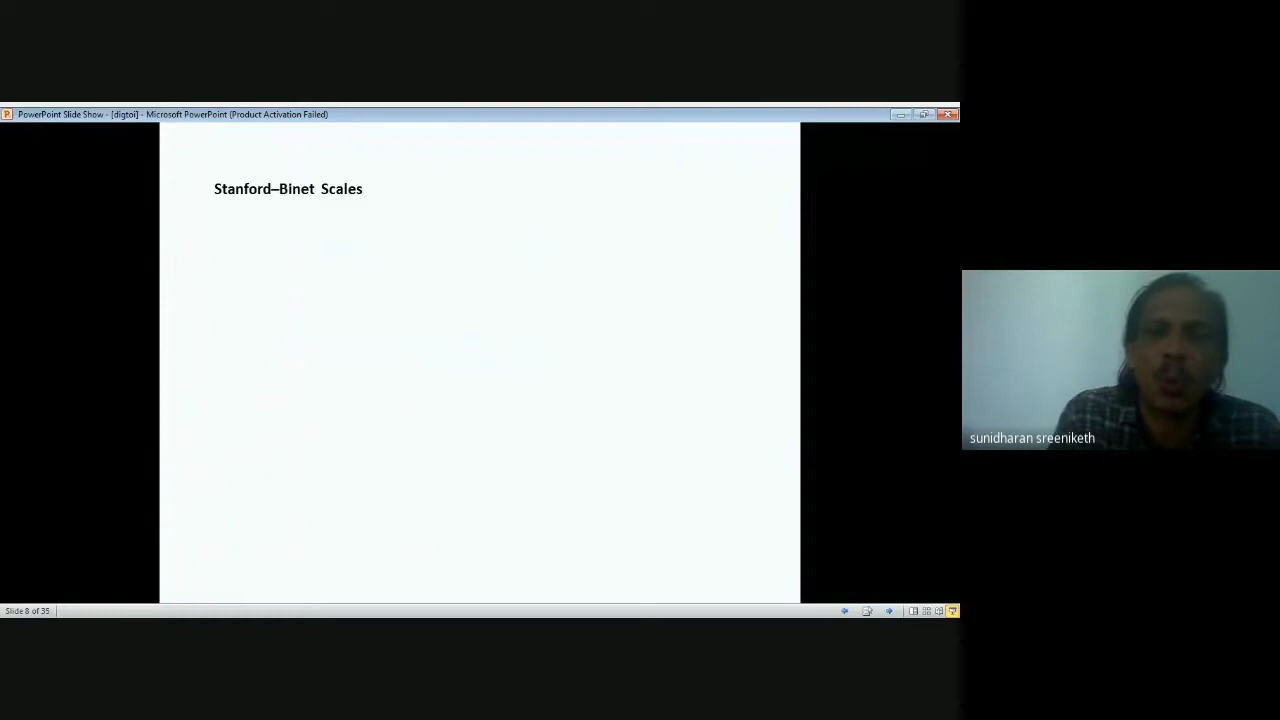 PowerPoint Slide Show - [digtoi] - Microsoft PowerPoint (Product Activation Failed)
Stanford–Binet Scales
sunidharan sreeniketh
Slide 8 of 35